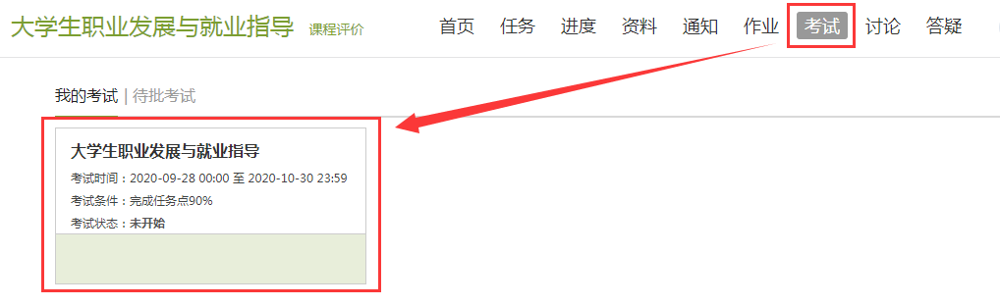 大学生职业发展与就业指导 课程评价 首页 任务 进度 资料 通知 作业 考试 讨论 答疑
我的考试 | 待批考试
大学生职业发展与就业指导
考试时间：2020-09-28 00:00 至 2020-10-30 23:59
考试条件：完成任务点90%
考试状态：未开始